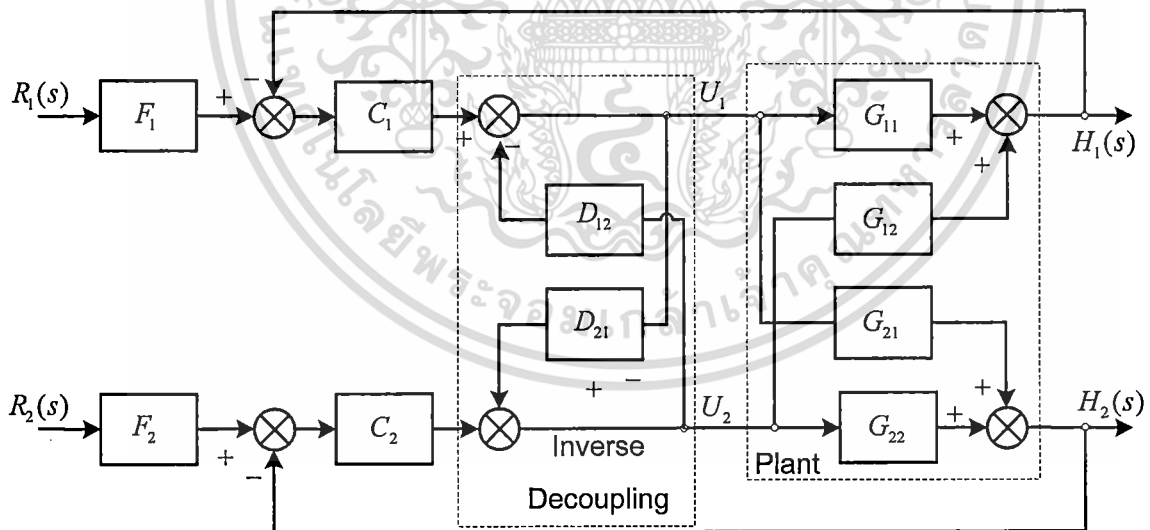 R₁(s)
F₁
+
−
C₁
+
−
U₁
G₁₁
+
+
H₁(s)
D₁₂
G₁₂
D₂₁
G₂₁
R₂(s)
F₂
+
−
C₂
+ −
U₂
G₂₂
+
+
H₂(s)
Inverse
Decoupling
Plant